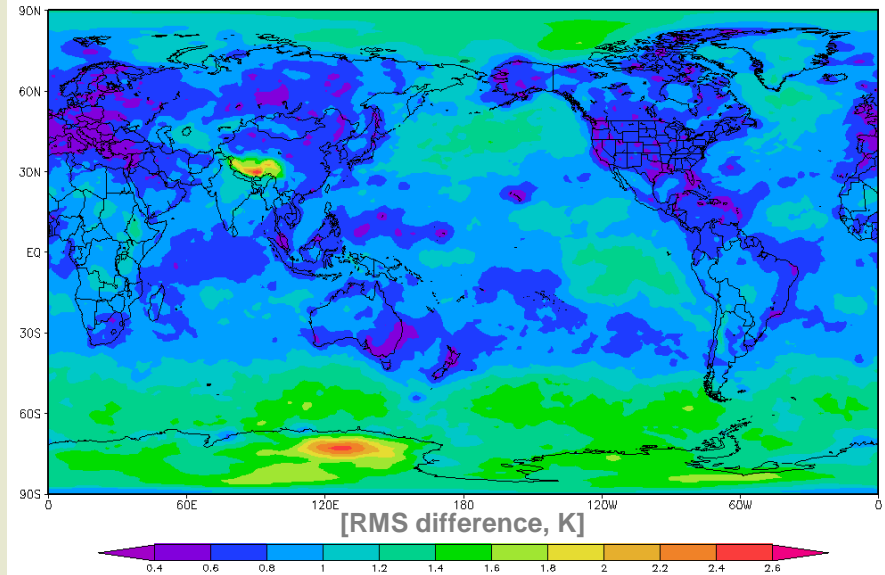 90N
60N
30N
EQ
30S
60S
90S
0 60E 120E 180 120W 60W 0
[RMS difference, K]
0.4 0.6 0.8 1 1.2 1.4 1.6 1.8 2 2.2 2.4 2.6